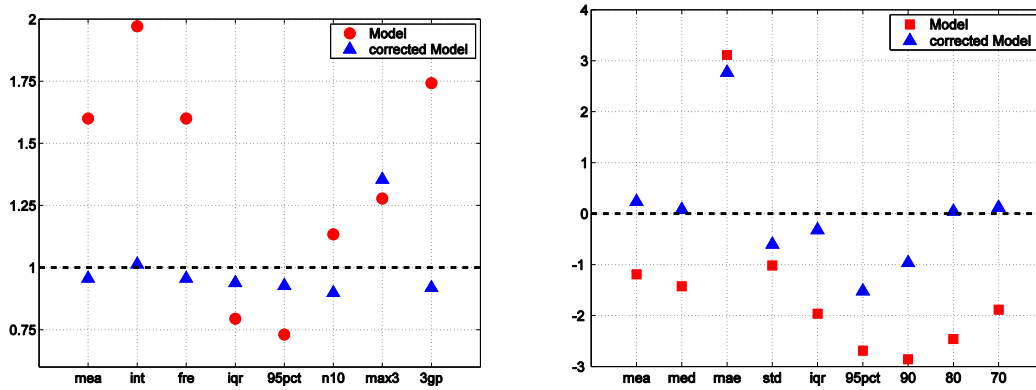 2
1.75
1.5
1.25
1
0.75
mea int fre iqr 95pct n10 max3 3gp
Model
corrected Model
4
3
2
1
0
-1
-2
-3
mea med mae std iqr 95pct 90 80 70
Model
corrected Model